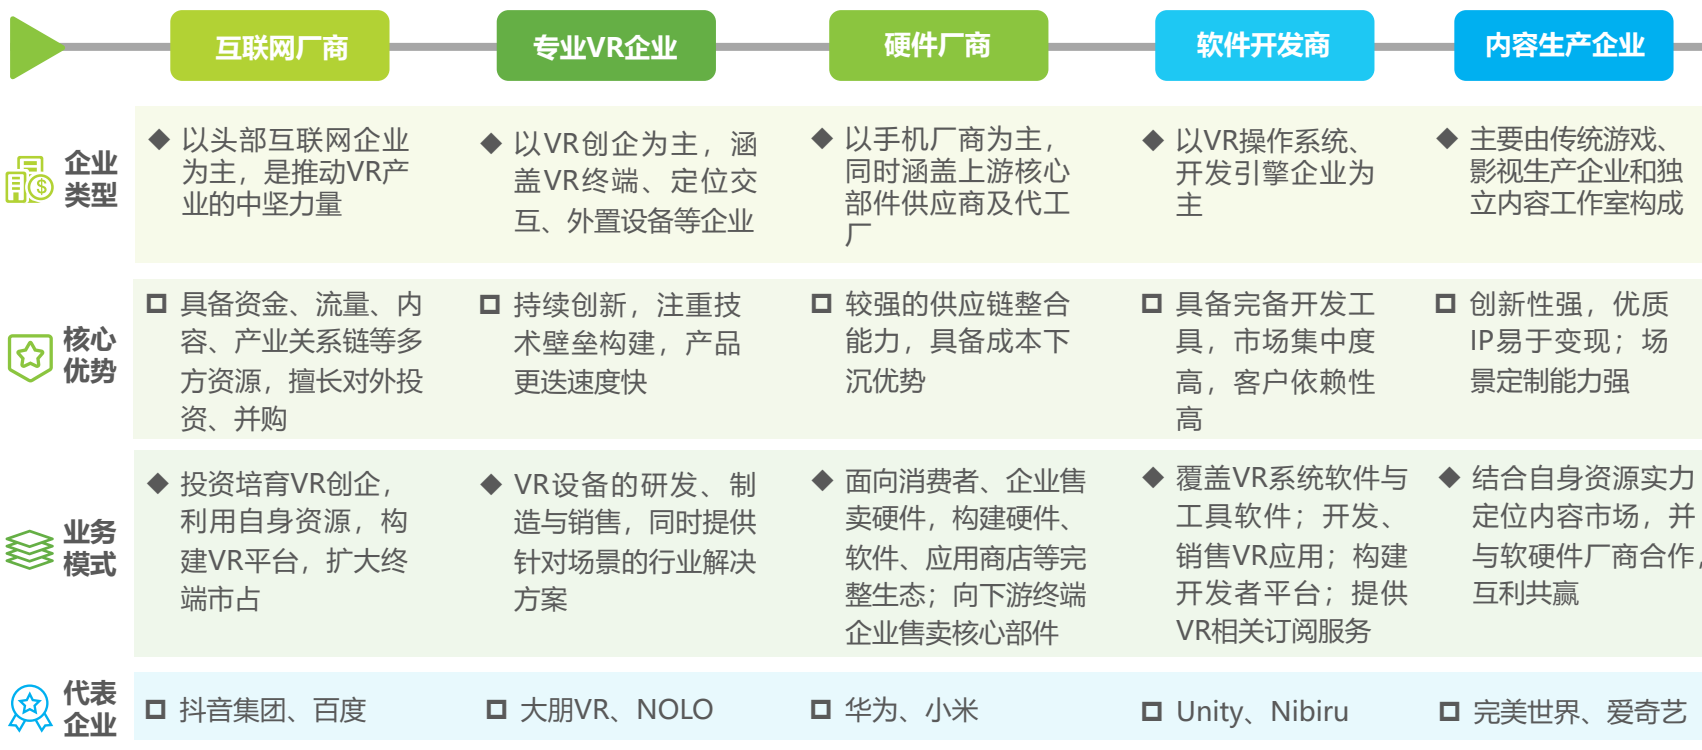 互联网厂商
专业VR企业
硬件厂商
软件开发商
内容生产企业
企业
类型
以头部互联网企业
为主，是推动VR产
业的中坚力量
以VR创企为主，涵
盖VR终端、定位交
互、外置设备等企业
以手机厂商为主，
同时涵盖上游核心
部件供应商及代工
厂
以VR操作系统、
开发引擎企业为
主
主要由传统游戏、
影视生产企业和独
立内容工作室构成
核心
优势
具备资金、流量、内
容、产业关系链等多
方资源，擅长对外投
资、并购
持续创新，注重技
术壁垒构建，产品
更迭速度快
较强的供应链整合
能力，具备成本下
沉优势
具备完备开发工
具，市场集中度
高，客户依赖性
高
创新性强，优质
IP易于变现；场
景定制能力强
业务
模式
投资培育VR创企，
利用自身资源，构
建VR平台，扩大终
端市占
VR设备的研发、制
造与销售，同时提供
针对场景的行业解决
方案
面向消费者、企业售
卖硬件，构建硬件、
软件、应用商店等完
整生态；向下游终端
企业售卖核心部件
覆盖VR系统软件与
工具软件；开发、
销售VR应用；构建
开发者平台；提供
VR相关订阅服务
结合自身资源实力
定位内容市场，并
与软硬件厂商合作，
互利共赢
代表
企业
抖音集团、百度
大朋VR、NOLO
华为、小米
Unity、Nibiru
完美世界、爱奇艺